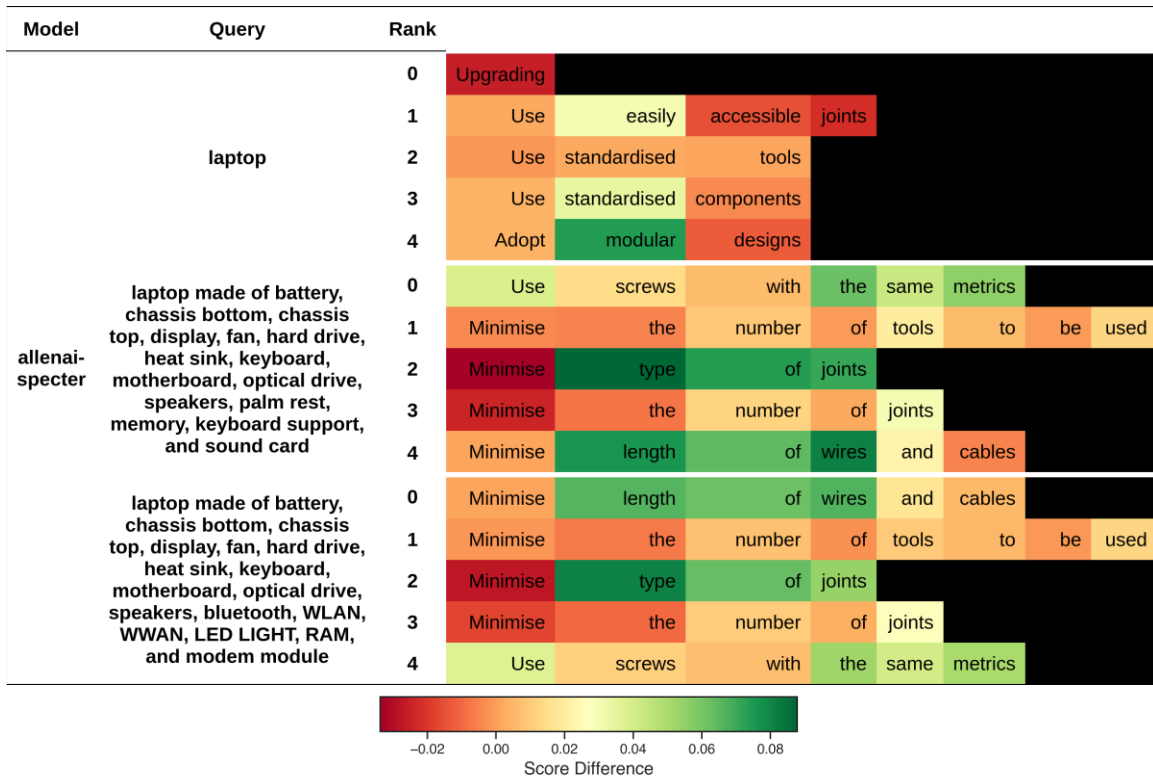 Model Query Rank
0 Upgrading
1 Use easily accessible joints
laptop 2 Use standardised tools
3 Use standardised components
4 Adopt modular designs
allenai-
specter
laptop made of battery,
chassis bottom, chassis
top, display, fan, hard drive,
heat sink, keyboard,
motherboard, optical drive,
speakers, palm rest,
memory, keyboard support,
and sound card
0 Use screws with the same metrics
1 Minimise the number of tools to be used
2 Minimise type of joints
3 Minimise the number of joints
4 Minimise length of wires and cables
laptop made of battery,
chassis bottom, chassis
top, display, fan, hard drive,
heat sink, keyboard,
motherboard, optical drive,
speakers, bluetooth, WLAN,
WWAN, LED LIGHT, RAM,
and modem module
0 Minimise length of wires and cables
1 Minimise the number of tools to be used
2 Minimise type of joints
3 Minimise the number of joints
4 Use screws with the same metrics
−0.02 0.00 0.02 0.04 0.06 0.08
Score Difference